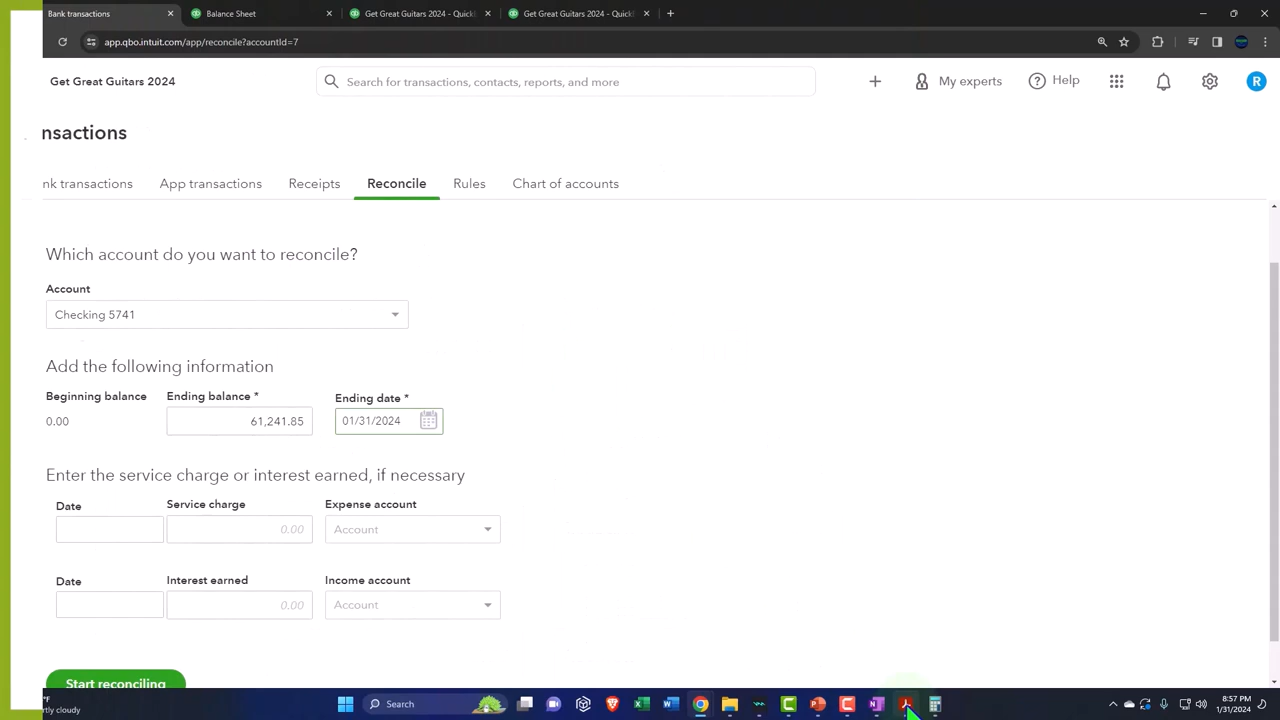 Bank transactions
Balance Sheet
Get Great Guitars 2024 - Quick
Get Great Guitars 2024 - Quick
app.qbo.intuit.com/app/reconcile?accountId=7
Get Great Guitars 2024
Search for transactions, contacts, reports, and more
My experts
Help
R
nsactions
nk transactions
App transactions
Receipts
Reconcile
Rules
Chart of accounts
Which account do you want to reconcile?
Account
Checking 5741
Add the following information
Beginning balance
Ending balance *
Ending date *
0.00
61,241.85
01/31/2024
Enter the service charge or interest earned, if necessary
Date
Service charge
Expense account
0.00
Account
Date
Interest earned
Income account
0.00
Account
Start reconciling
°F
rtly cloudy
Search
8:57 PM
/31/2024